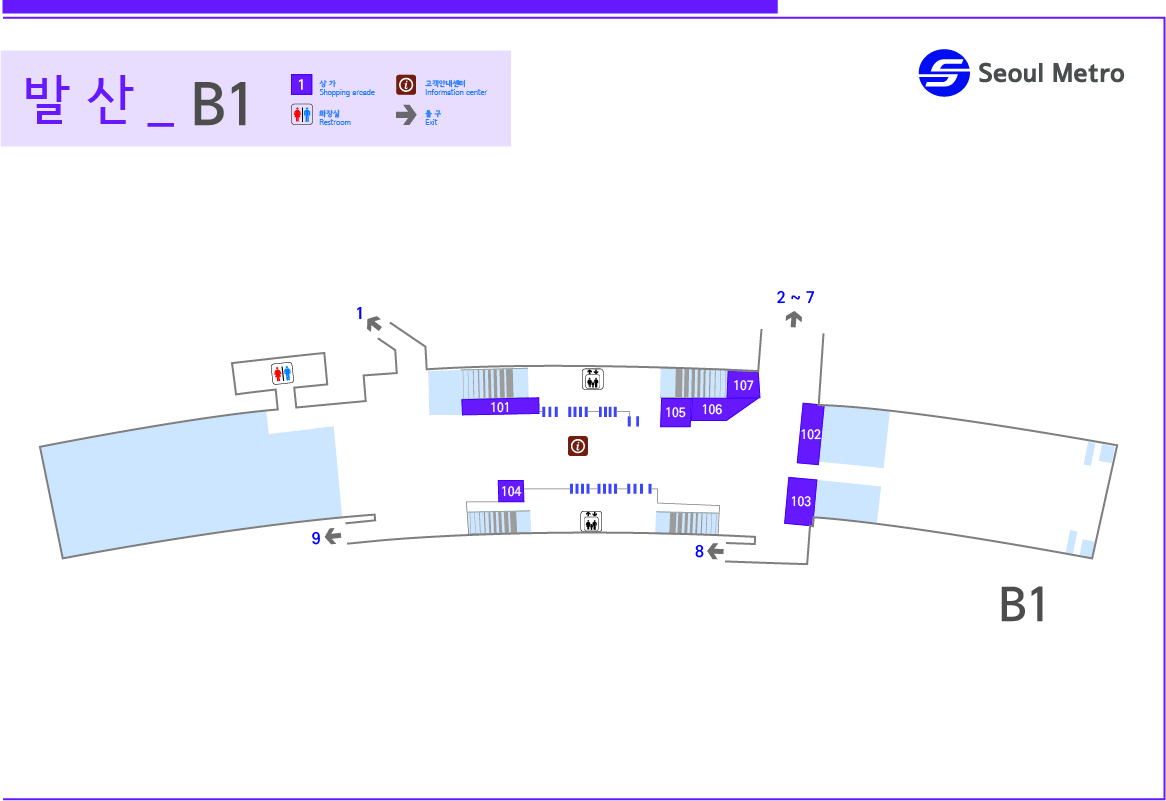 발 산 _ B1
1 상 가
Shopping arcade
고객안내센터
Information center
화장실
Restroom
출 구
Exit
Seoul Metro
1
2 ~ 7
107
101
105
106
102
104
103
9
8
B1